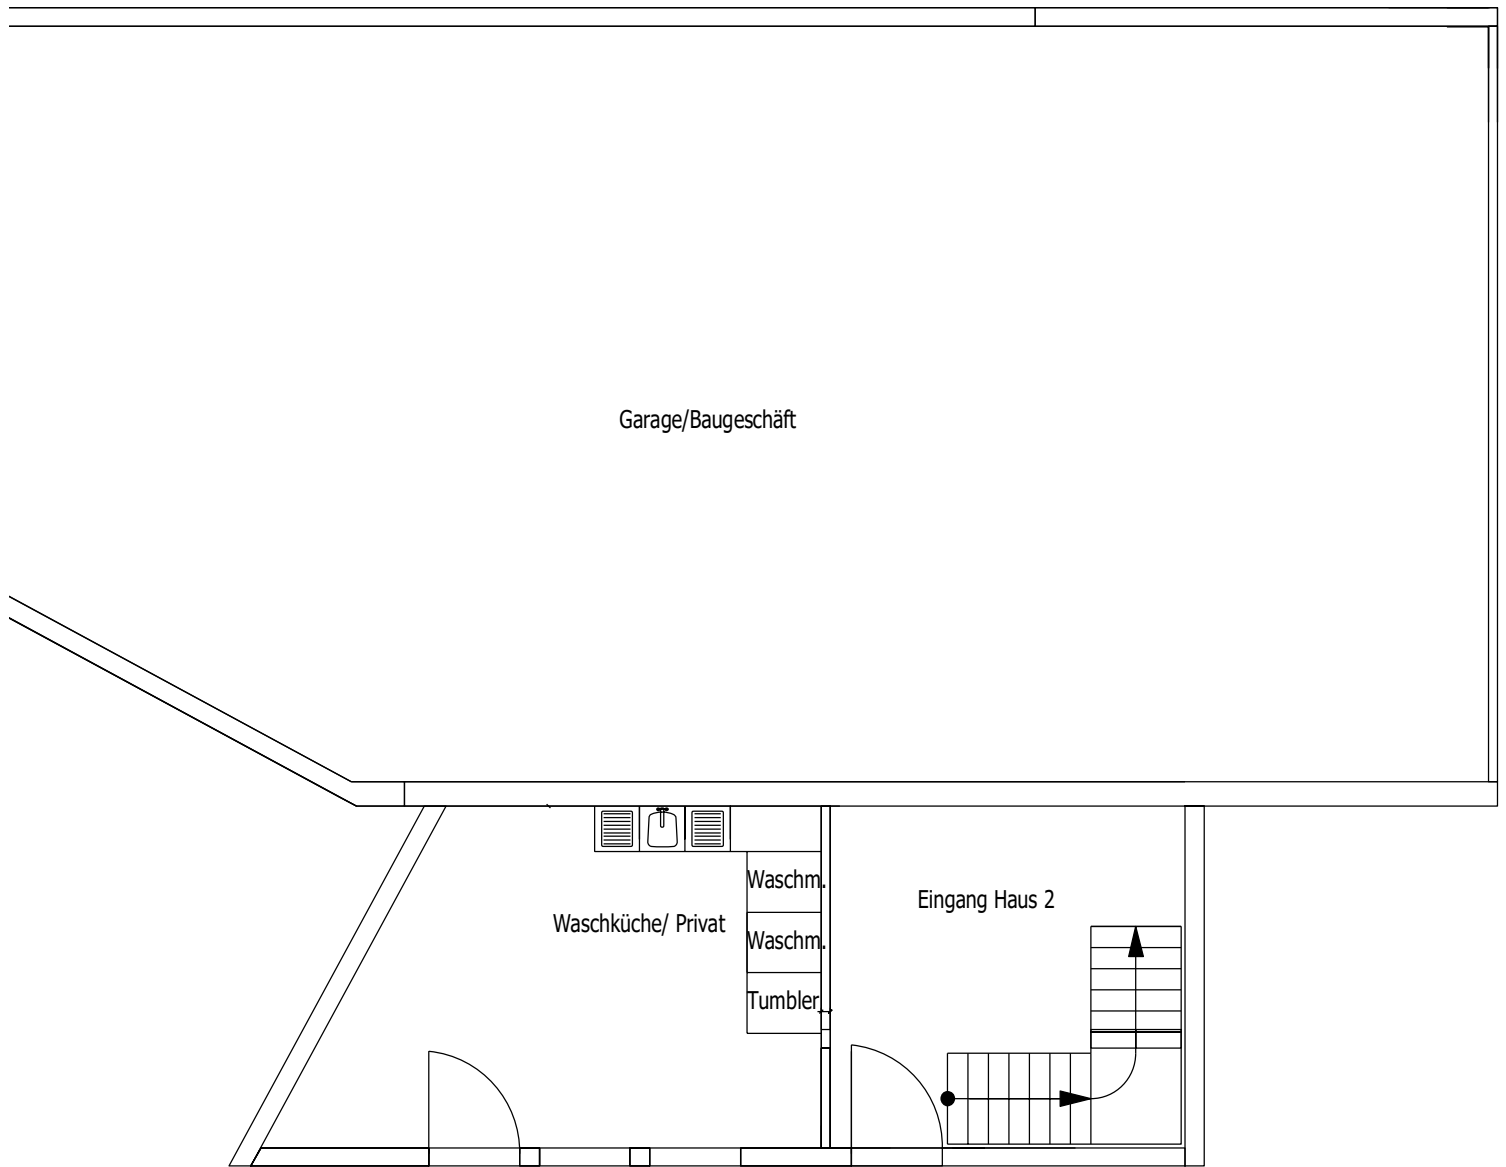 Garage/Baugeschäft
Waschm.
Eingang Haus 2
Waschküche/ Privat
Waschm.
Tumbler